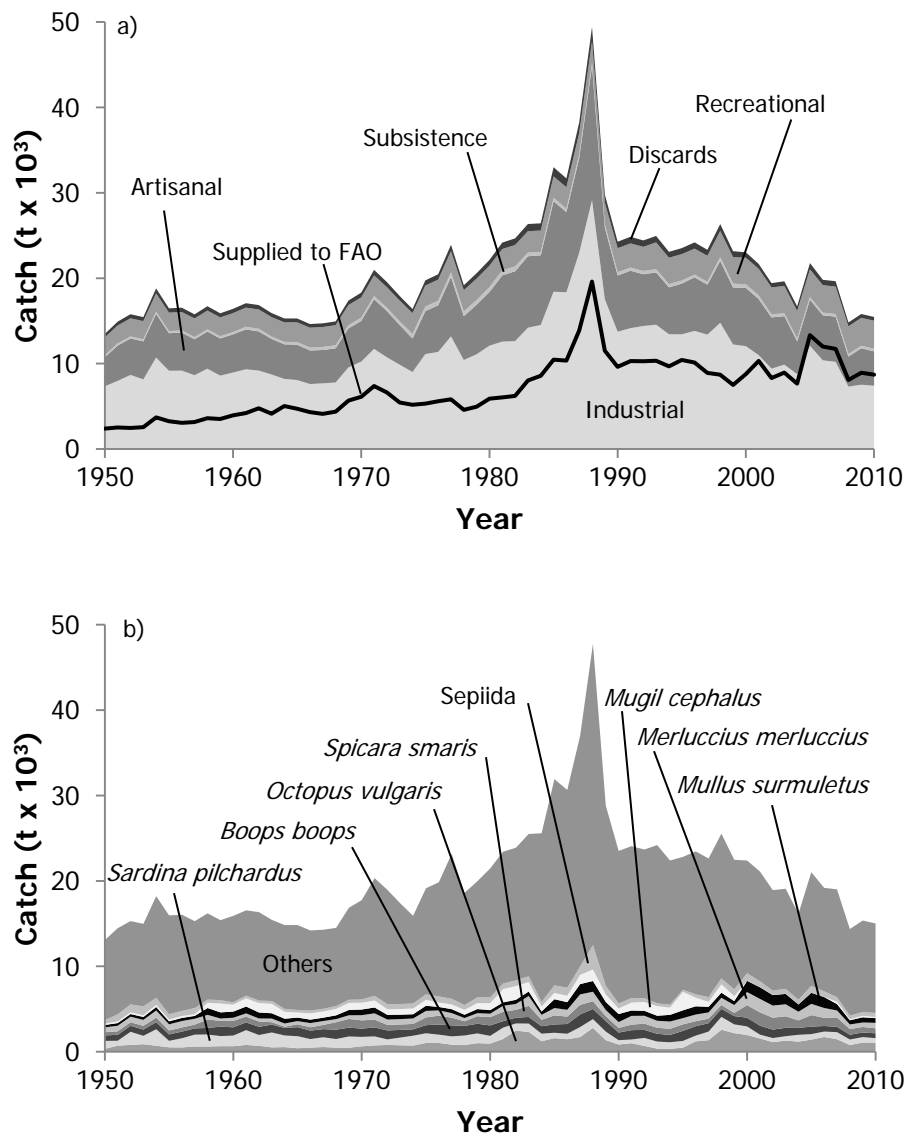 a)
50
40
30
20
10
0
Catch (t x 10³)
Recreational
Subsistence
Discards
Artisanal
Supplied to FAO
Industrial
1950 1960 1970 1980 1990 2000 2010
Year
b)
50
40
30
20
10
0
Catch (t x 10³)
Sepiida
Mugil cephalus
Spicara smaris
Merluccius merluccius
Octopus vulgaris
Mullus surmuletus
Boops boops
Sardina pilchardus
Others
1950 1960 1970 1980 1990 2000 2010
Year